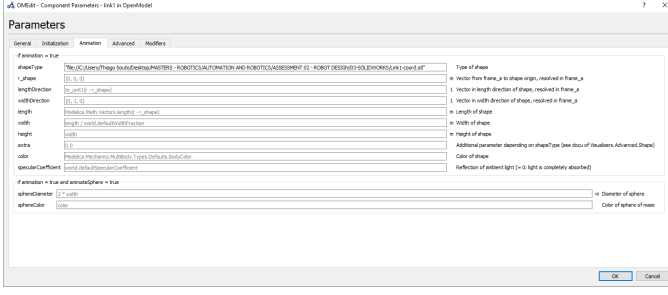 OMEdit - Component Parameters - link1 in OpenModel
Parameters
General Initialization Animation Advanced Modifiers
if animation = true
shapeType "file://C:/Users/Thiago Souto/Desktop/MASTERS - ROBOTICS/AUTOMATION AND ROBOTICS/ASSESSMENT 02 - ROBOT DESIGN/03-SOLIDWORKS/Link1-coord.stl" Type of shape
r_shape {0, 0, 0} m Vector from frame_a to shape origin, resolved in frame_a
lengthDirection to_unit1(r - r_shape) 1 Vector in length direction of shape, resolved in frame_a
widthDirection {0, 1, 0} 1 Vector in width direction of shape, resolved in frame_a
length Modelica.Math.Vectors.length(r - r_shape) m Length of shape
width length / world.defaultWidthFraction m Width of shape
height width m Height of shape
extra 0.0 Additional parameter depending on shapeType (see docu of Visualizers.Advanced.Shape)
color Modelica.Mechanics.MultiBody.Types.Defaults.BodyColor Color of shape
specularCoefficient world.defaultSpecularCoefficient Reflection of ambient light (= 0: light is completely absorbed)
if animation = true and animateSphere = true
sphereDiameter 2 * width m Diameter of sphere
sphereColor color Color of sphere of mass
OK Cancel